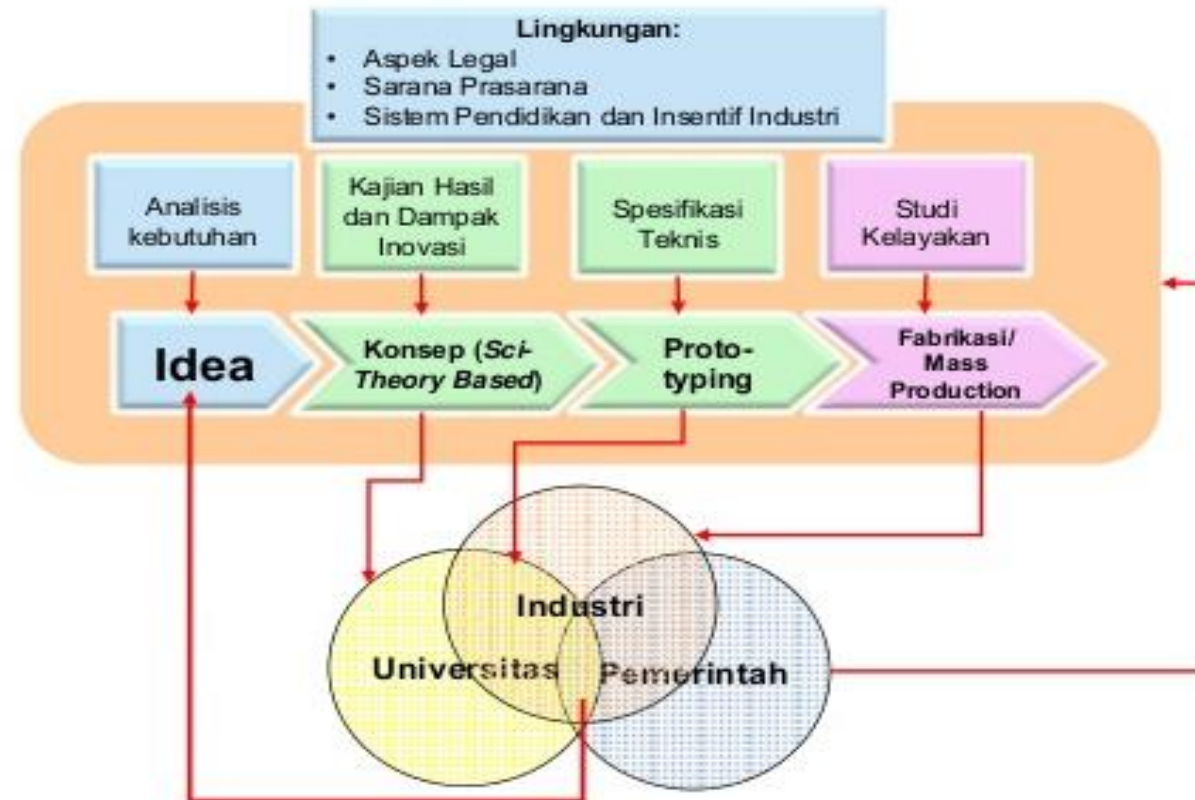 Lingkungan:
• Aspek Legal
• Sarana Prasarana
• Sistem Pendidikan dan Insentif Industri
Analisis
kebutuhan
Kajian Hasil
dan Dampak
Inovasi
Spesifikasi
Teknis
Studi
Kelayakan
Idea
Konsep (Sci-
Theory Based)
Proto-
typing
Fabrikasi/
Mass
Production
Industri
Universitas
Pemerintah